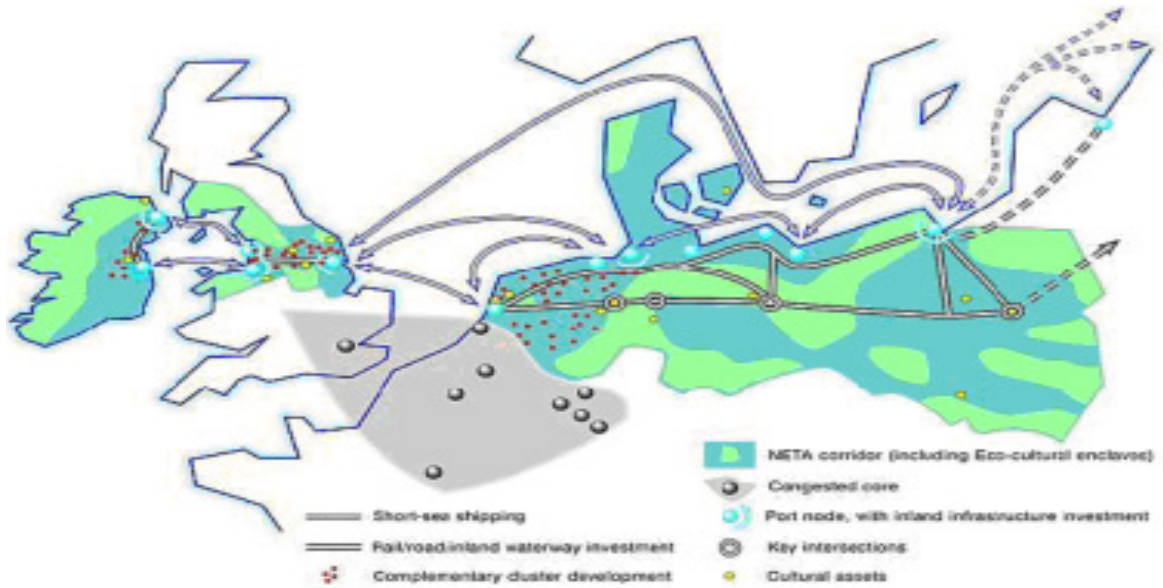 NETA corridor (including Eco-cultural enclaves)
Congested core
Short-sea shipping
Port node, with inland infrastructure investment
Rail/road/inland waterway investment
Key intersections
Complementary cluster development
Cultural assets